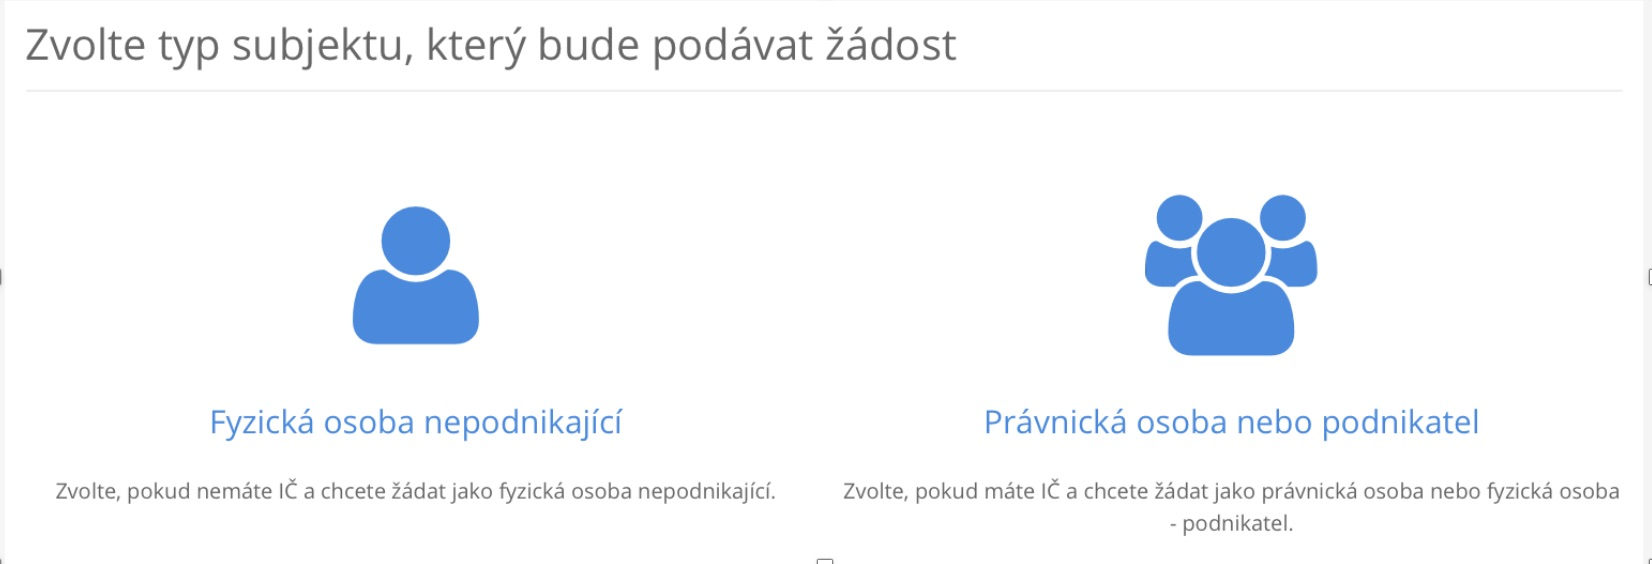 Zvolte typ subjektu, který bude podávat žádost
Fyzická osoba nepodnikající
Zvolte, pokud nemáte IČ a chcete žádat jako fyzická osoba nepodnikající.
Právnická osoba nebo podnikatel
Zvolte, pokud máte IČ a chcete žádat jako právnická osoba nebo fyzická osoba
- podnikatel.